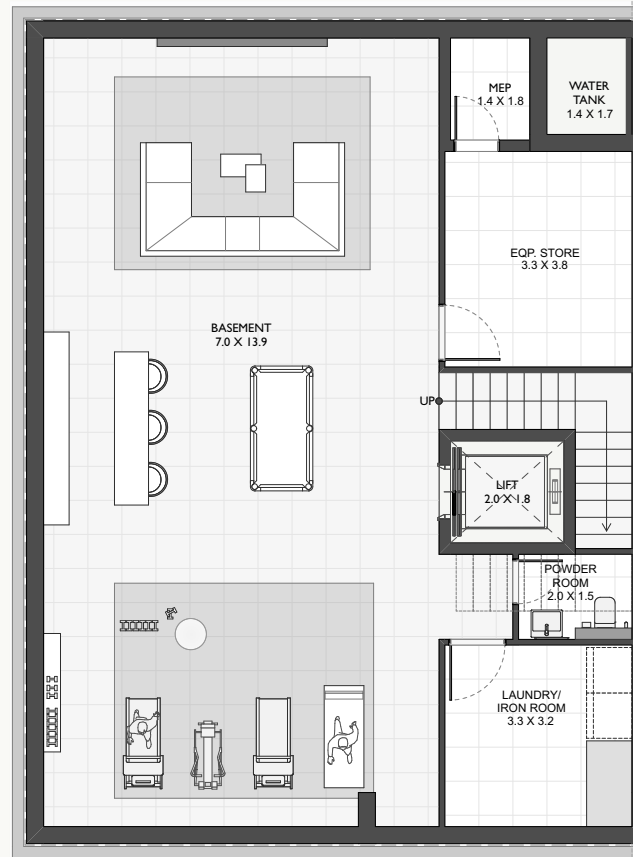 MEP
1.4 X 1.8
WATER
TANK
1.4 X 1.7
EQP. STORE
3.3 X 3.8
BASEMENT
7.0 X 13.9
UP
LIFT
2.0 X 1.8
POWDER
ROOM
2.0 X 1.5
LAUNDRY/
IRON ROOM
3.3 X 3.2